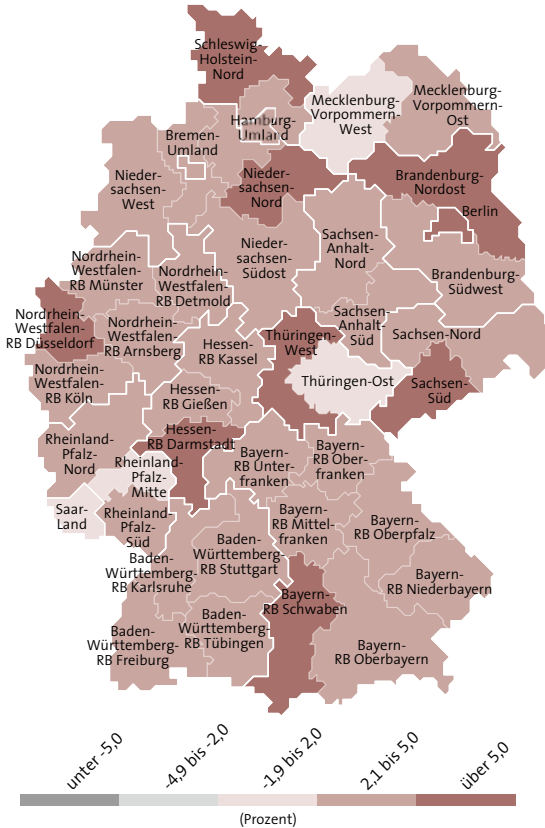 Schleswig-
Holstein-
Nord
Mecklenburg-
Vorpommern-
Ost
Mecklenburg-
Vorpommern-
West
Hamburg-
Umland
Bremen-
Umland
Nieder-
sachsen-
West
Nieder-
sachsen-
Nord
Brandenburg-
Nordost
Berlin
Nieder-
sachsen-
Südost
Sachsen-
Anhalt-
Nord
Nordrhein-
Westfalen-
RB Münster
Nordrhein-
Westfalen-
RB Detmold
Brandenburg-
Südwest
Nordrhein-
Westfalen-
RB Düsseldorf
Nordrhein-
Westfalen-
RB Arnsberg
Hessen-
RB Kassel
Thüringen-
West
Sachsen-
Anhalt-
Süd
Sachsen-Nord
Nordrhein-
Westfalen-
RB Köln
Hessen-
RB Gießen
Thüringen-Ost
Sachsen-
Süd
Rheinland-
Pfalz-
Nord
Hessen-
RB Darmstadt
Bayern-
RB Unter-
franken
Bayern-
RB Ober-
franken
Rheinland-
Pfalz-
Mitte
Saar-
Land
Rheinland-
Pfalz-
Süd
Bayern-
RB Mittel-
franken
Bayern-
RB Oberpfalz
Baden-
Württemberg-
RB Stuttgart
Baden-
Württemberg-
RB Karlsruhe
Bayern-
RB Niederbayern
Bayern-
RB Schwaben
Baden-
Württemberg-
RB Tübingen
Baden-
Württemberg-
RB Freiburg
Bayern-
RB Oberbayern
unter -5,0
-4,9 bis -2,0
-1,9 bis 2,0
2,1 bis 5,0
über 5,0
(Prozent)